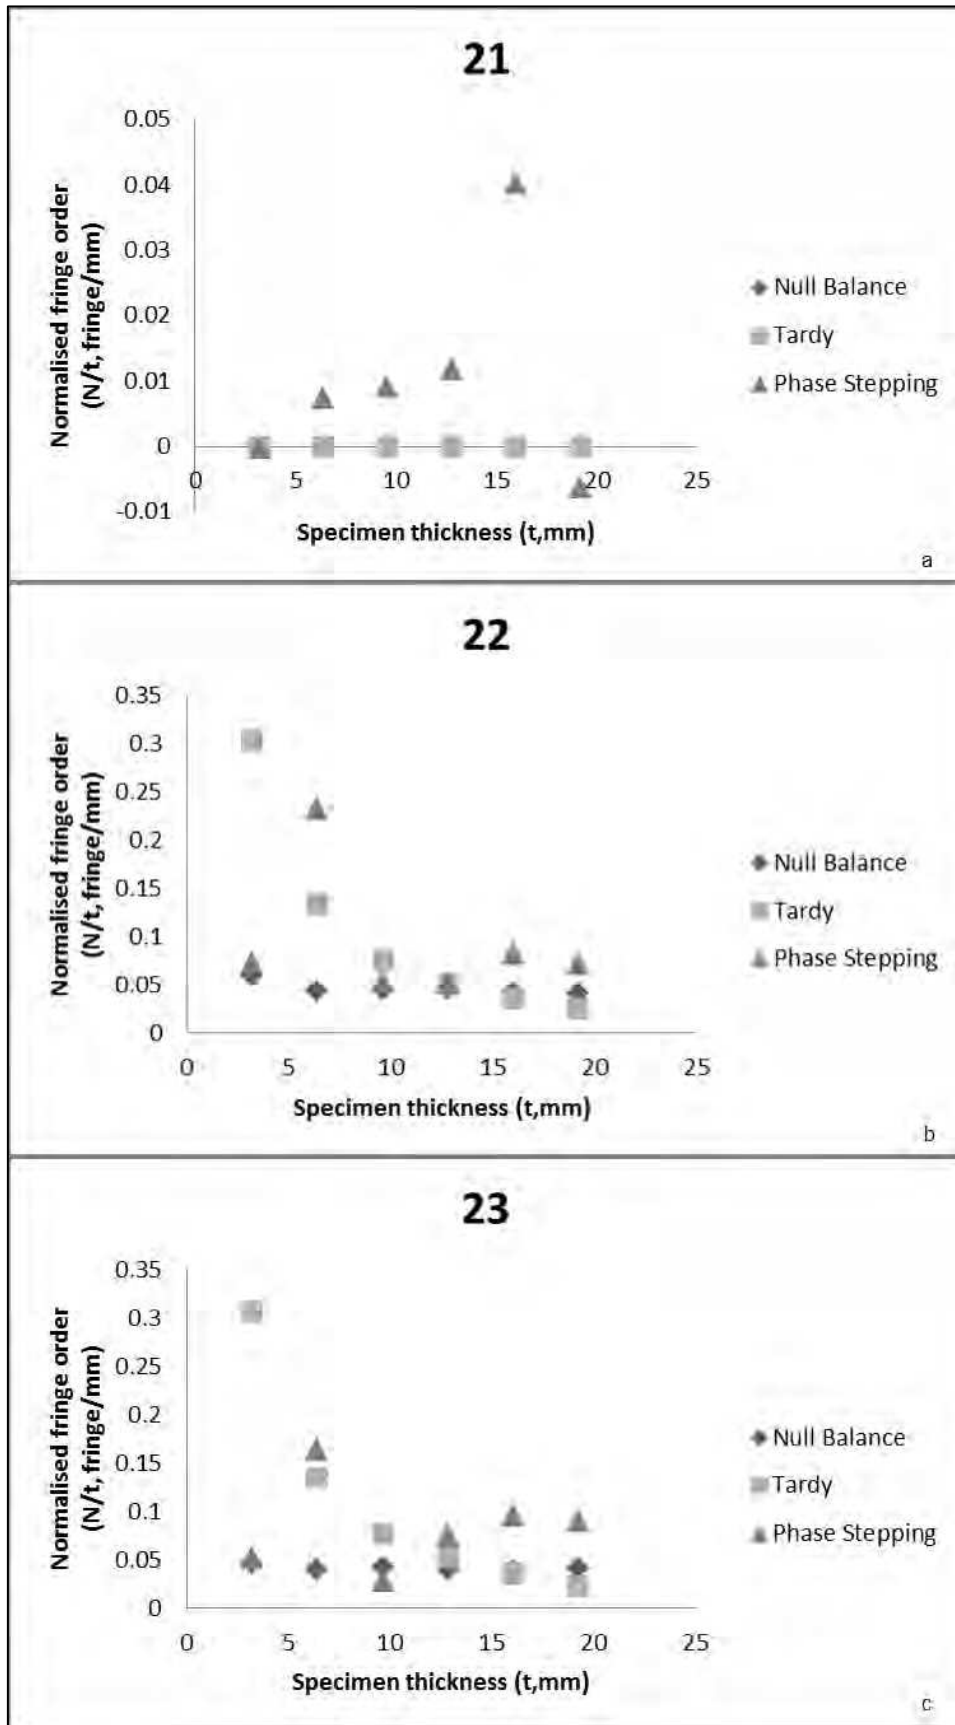 21
0.05
0.04
0.03
0.02
0.01
0
-0.01
Normalised fringe order
(N/t, fringe/mm)
0 5 10 15 20 25
Specimen thickness (t,mm)
Null Balance
Tardy
Phase Stepping
a
22
0.35
0.3
0.25
0.2
0.15
0.1
0.05
0
Normalised fringe order
(N/t, fringe/mm)
0 5 10 15 20 25
Specimen thickness (t,mm)
Null Balance
Tardy
Phase Stepping
b
23
0.35
0.3
0.25
0.2
0.15
0.1
0.05
0
Normalised fringe order
(N/t, fringe/mm)
0 5 10 15 20 25
Specimen thickness (t,mm)
Null Balance
Tardy
Phase Stepping
c